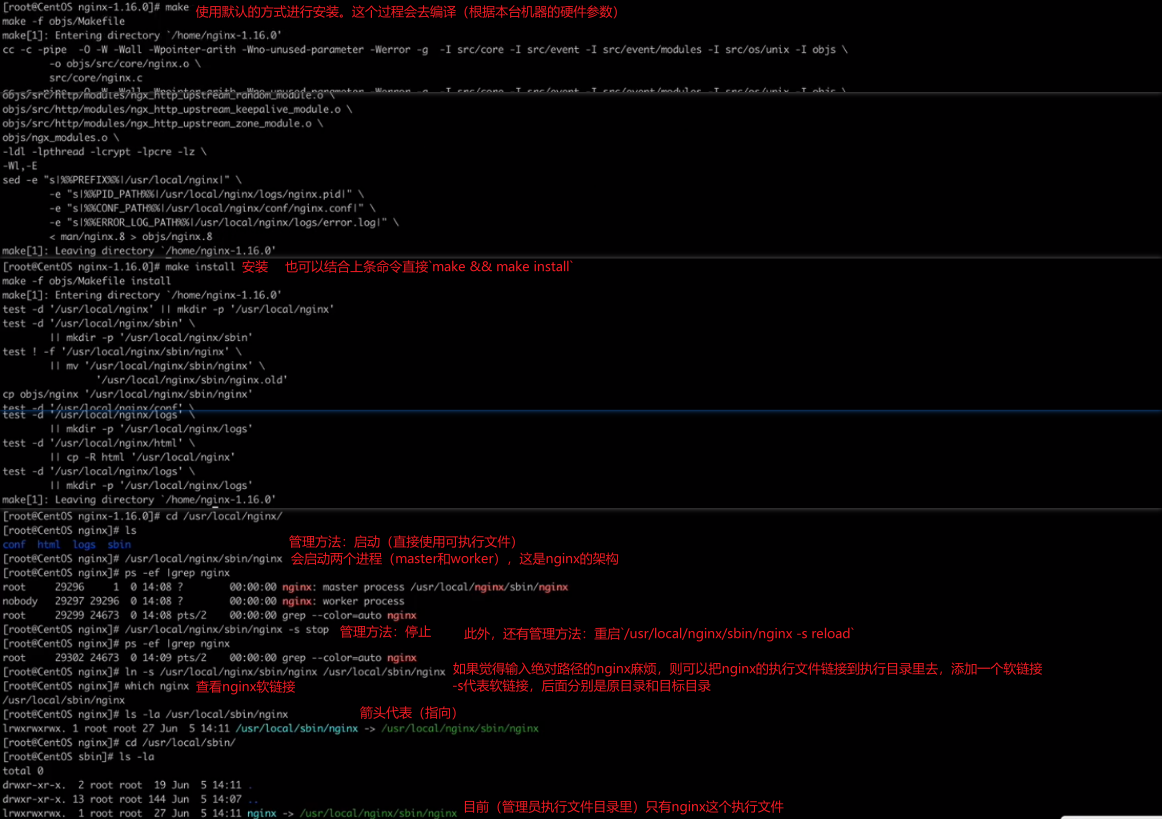 [root@CentOS nginx-1.16.0]# make 使用默认的方式进行安装。这个过程会去编译（根据本台机器的硬件参数）
make -f objs/Makefile
make[1]: Entering directory `/home/nginx-1.16.0'
cc -c -pipe  -O -W -Wall -Wpointer-arith -Wno-unused-parameter -Werror -g  -I src/core -I src/event -I src/event/modules -I src/os/unix -I objs \
-o objs/src/core/nginx.o \
src/core/nginx.c
objs/src/http/modules/ngx_http_upstream_random_module.o \
objs/src/http/modules/ngx_http_upstream_keepalive_module.o \
objs/src/http/modules/ngx_http_upstream_zone_module.o \
objs/ngx_modules.o \
-ldl -lpthread -lcrypt -lpcre -lz \
-Wl,-E
sed -e "s|%%PREFIX%%|/usr/local/nginx|" \
-e "s|%%PID_PATH%%|/usr/local/nginx/logs/nginx.pid|" \
-e "s|%%CONF_PATH%%|/usr/local/nginx/conf/nginx.conf|" \
-e "s|%%ERROR_LOG_PATH%%|/usr/local/nginx/logs/error.log|" \
< man/nginx.8 > objs/nginx.8
make[1]: Leaving directory `/home/nginx-1.16.0'
[root@CentOS nginx-1.16.0]# make install 安装 也可以结合上条命令直接`make && make install`
make -f objs/Makefile install
make[1]: Entering directory `/home/nginx-1.16.0'
test -d '/usr/local/nginx' || mkdir -p '/usr/local/nginx'
test -d '/usr/local/nginx/sbin' \
|| mkdir -p '/usr/local/nginx/sbin'
test ! -f '/usr/local/nginx/sbin/nginx' \
|| mv '/usr/local/nginx/sbin/nginx' \
'/usr/local/nginx/sbin/nginx.old'
cp objs/nginx '/usr/local/nginx/sbin/nginx'
test -d '/usr/local/nginx/conf' \
test -d '/usr/local/nginx/logs' \
|| mkdir -p '/usr/local/nginx/logs'
test -d '/usr/local/nginx/html' \
|| cp -R html '/usr/local/nginx'
test -d '/usr/local/nginx/logs' \
|| mkdir -p '/usr/local/nginx/logs'
make[1]: Leaving directory `/home/nginx-1.16.0'
[root@CentOS nginx-1.16.0]# cd /usr/local/nginx/
[root@CentOS nginx]# ls
conf  html  logs  sbin 管理方法：启动（直接使用可执行文件）
[root@CentOS nginx]# /usr/local/nginx/sbin/nginx 会启动两个进程（master和worker），这是nginx的架构
[root@CentOS nginx]# ps -ef |grep nginx
root     29296     1  0 14:08 ?        00:00:00 nginx: master process /usr/local/nginx/sbin/nginx
nobody   29297 29296  0 14:08 ?        00:00:00 nginx: worker process
root     29299 24673  0 14:08 pts/2    00:00:00 grep --color=auto nginx
[root@CentOS nginx]# /usr/local/nginx/sbin/nginx -s stop 管理方法：停止 此外，还有管理方法：重启`/usr/local/nginx/sbin/nginx -s reload`
[root@CentOS nginx]# ps -ef |grep nginx
root     29302 24673  0 14:09 pts/2    00:00:00 grep --color=auto nginx
[root@CentOS nginx]# ln -s /usr/local/nginx/sbin/nginx /usr/local/sbin/nginx 如果觉得输入绝对路径的nginx麻烦，则可以把nginx的执行文件链接到执行目录里去，添加一个软链接
[root@CentOS nginx]# which nginx 查看nginx软链接 -s代表软链接，后面分别是原目录和目标目录
/usr/local/sbin/nginx
[root@CentOS nginx]# ls -la /usr/local/sbin/nginx 箭头代表（指向）
lrwxrwxrwx. 1 root root 27 Jun  5 14:11 /usr/local/sbin/nginx -> /usr/local/nginx/sbin/nginx
[root@CentOS nginx]# cd /usr/local/sbin/
[root@CentOS sbin]# ls -la
total 0
drwxr-xr-x.  2 root root  19 Jun  5 14:11 .
drwxr-xr-x. 13 root root 144 Jun  5 14:07 ..
lrwxrwxrwx.  1 root root  27 Jun  5 14:11 nginx -> /usr/local/nginx/sbin/nginx 目前（管理员执行文件目录里）只有nginx这个执行文件